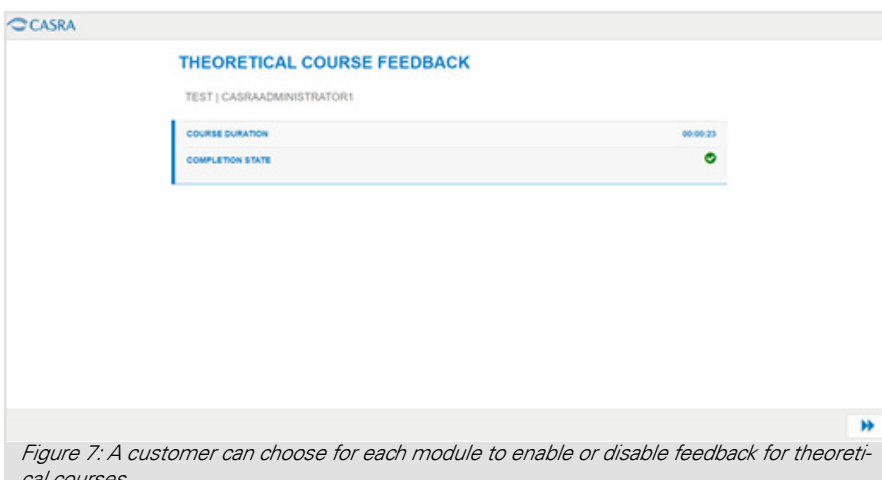 CASRA
THEORETICAL COURSE FEEDBACK
TEST | CASRAADMINISTRATOR1
COURSE DURATION 00:00:23
COMPLETION STATE
Figure 7: A customer can choose for each module to enable or disable feedback for theoreti-
cal courses